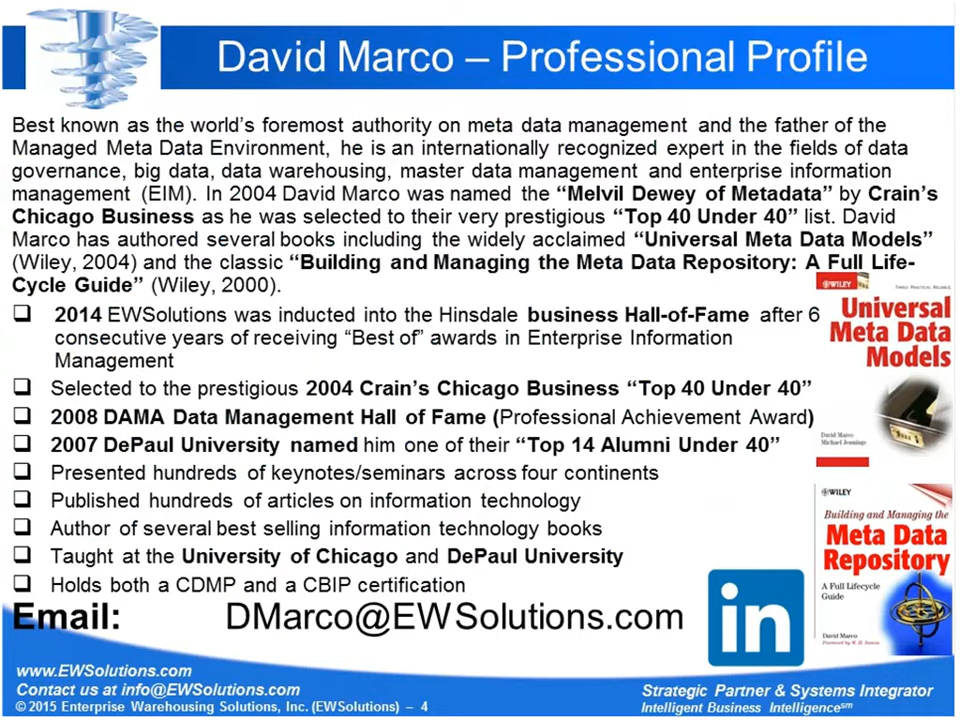 David Marco – Professional Profile
Best known as the world's foremost authority on meta data management and the father of the
Managed Meta Data Environment, he is an internationally recognized expert in the fields of data
governance, big data, data warehousing, master data management and enterprise information
management (EIM). In 2004 David Marco was named the “Melvil Dewey of Metadata” by Crain's
Chicago Business as he was selected to their very prestigious “Top 40 Under 40” list. David
Marco has authored several books including the widely acclaimed “Universal Meta Data Models”
(Wiley, 2004) and the classic “Building and Managing the Meta Data Repository: A Full Life-
Cycle Guide” (Wiley, 2000).
❑ 2014 EWSolutions was inducted into the Hinsdale business Hall-of-Fame after 6
consecutive years of receiving “Best of” awards in Enterprise Information
Management
❑ Selected to the prestigious 2004 Crain's Chicago Business “Top 40 Under 40”
❑ 2008 DAMA Data Management Hall of Fame (Professional Achievement Award)
❑ 2007 DePaul University named him one of their “Top 14 Alumni Under 40”
❑ Presented hundreds of keynotes/seminars across four continents
❑ Published hundreds of articles on information technology
❑ Author of several best selling information technology books
❑ Taught at the University of Chicago and DePaul University
❑ Holds both a CDMP and a CBIP certification
Email: DMarco@EWSolutions.com
WILEY
TIMELY. PRACTICAL. RELIABLE.
Universal
Meta Data
Models
David Marco
Michael Jennings
WILEY
Building and Managing the
Meta Data
Repository
A Full Lifecycle
Guide
David Marco
Foreword by W. H. Inmon
in
www.EWSolutions.com
Contact us at info@EWSolutions.com
© 2015 Enterprise Warehousing Solutions, Inc. (EWSolutions) – 4
Strategic Partner & Systems Integrator
Intelligent Business Intelligence℠